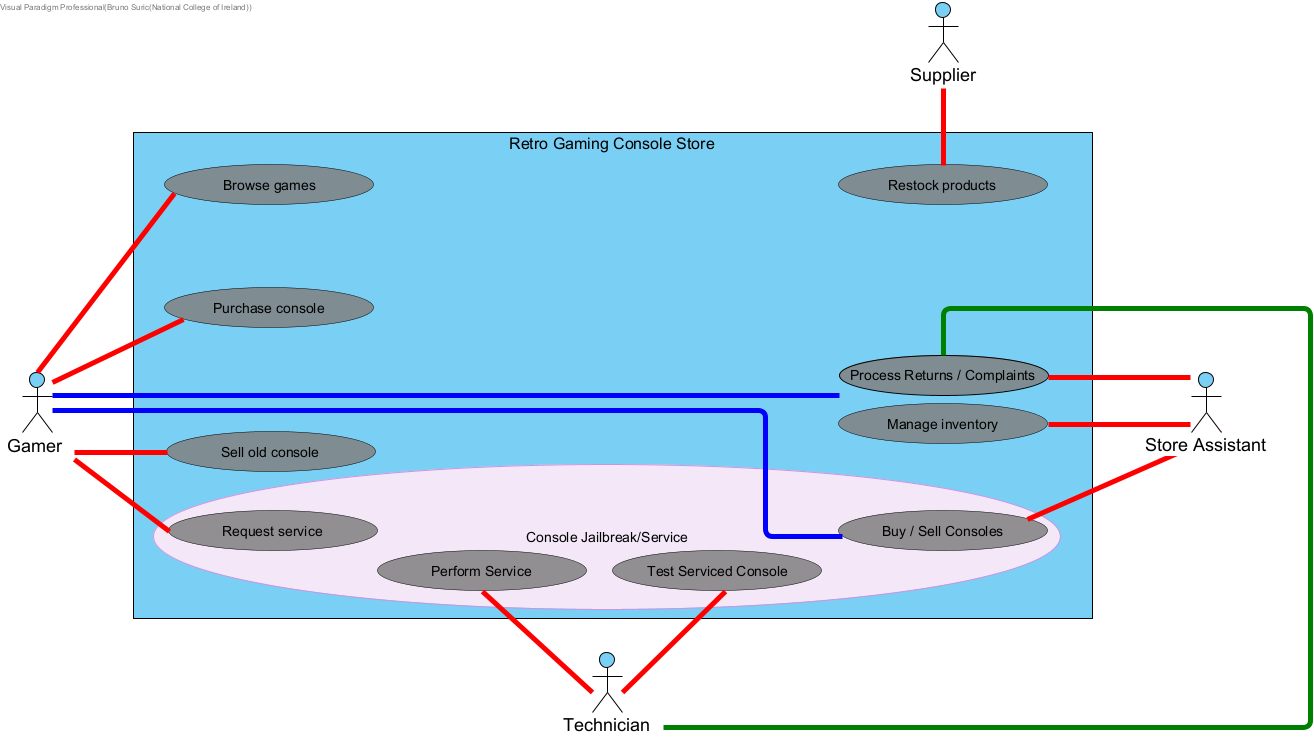 Visual Paradigm Professional(Bruno Suric(National College of Ireland))
Supplier
Retro Gaming Console Store
Browse games
Restock products
Purchase console
Process Returns / Complaints
Manage inventory
Gamer
Store Assistant
Sell old console
Request service
Console Jailbreak/Service
Buy / Sell Consoles
Perform Service
Test Serviced Console
Technician